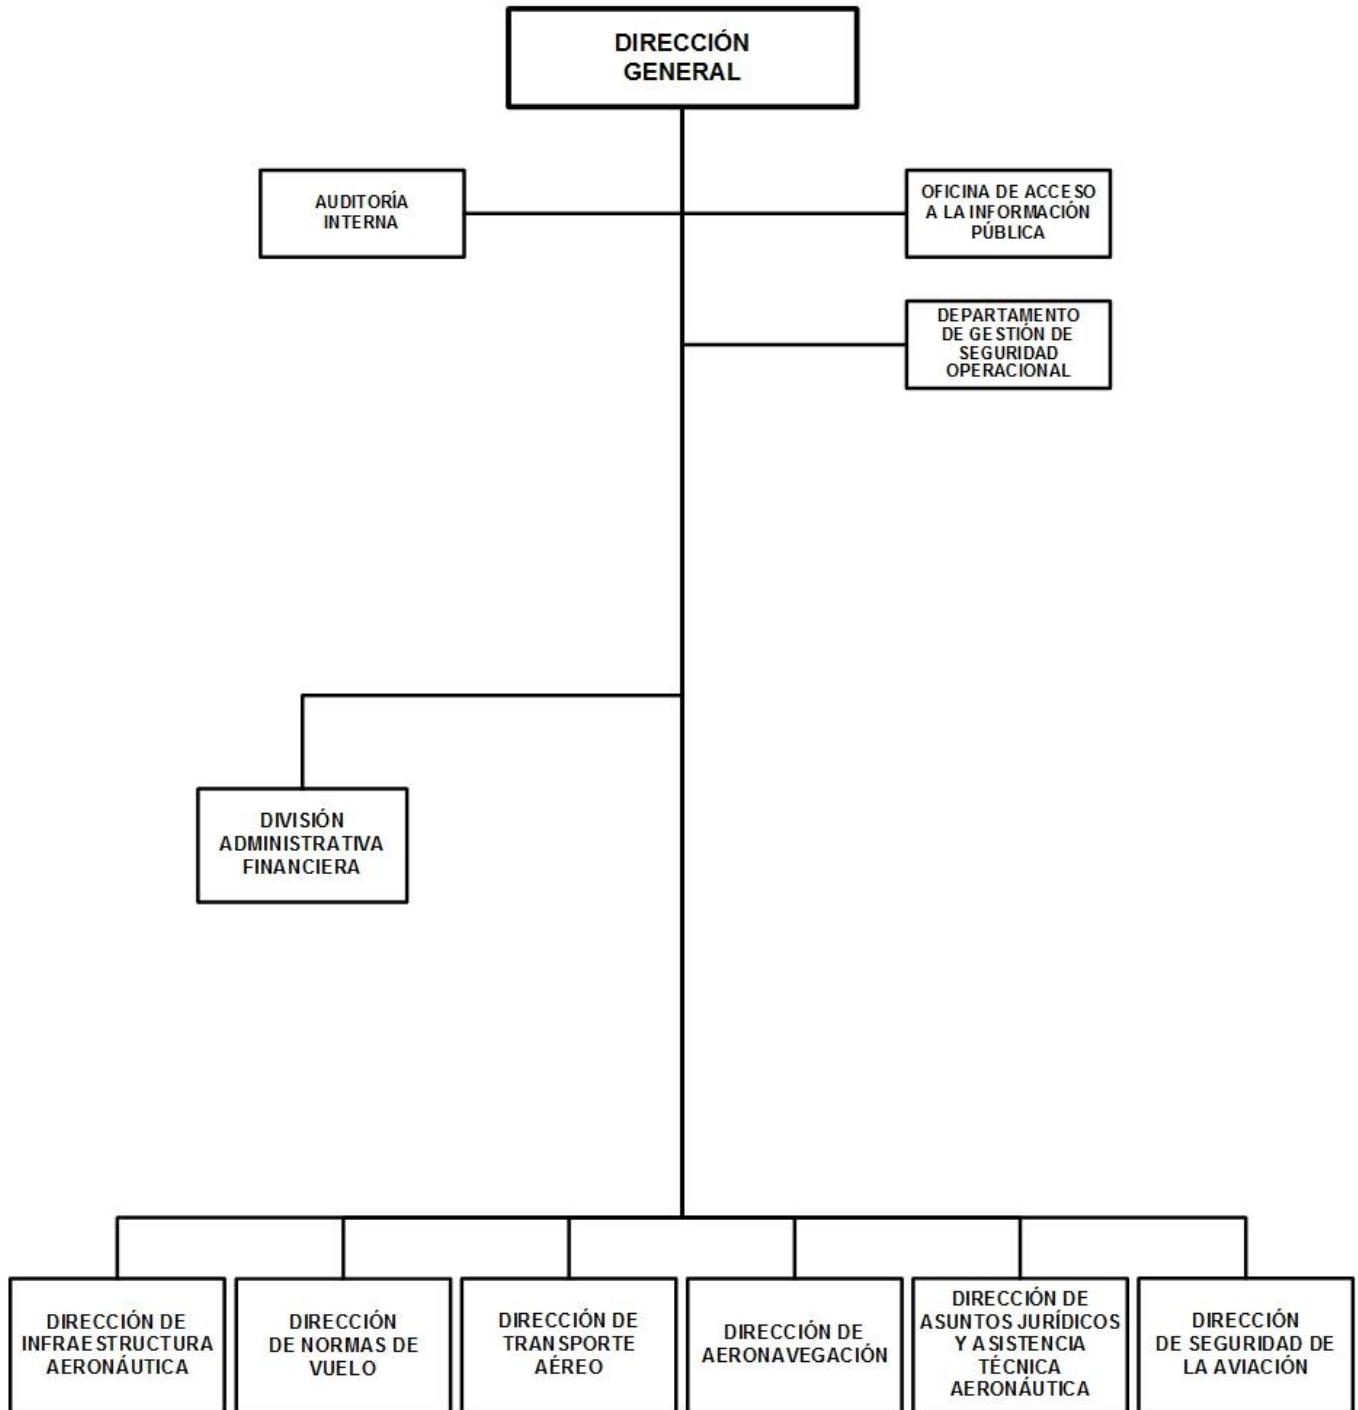 DIRECCIÓN
GENERAL
AUDITORÍA
INTERNA
OFICINA DE ACCESO
A LA INFORMACIÓN
PÚBLICA
DEPARTAMENTO
DE GESTIÓN DE
SEGURIDAD
OPERACIONAL
DIVISIÓN
ADMINISTRATIVA
FINANCIERA
DIRECCIÓN DE
INFRAESTRUCTURA
AERONÁUTICA
DIRECCIÓN
DE NORMAS DE
VUELO
DIRECCIÓN DE
TRANSPORTE
AÉREO
DIRECCIÓN DE
AERONAVEGACIÓN
DIRECCIÓN DE
ASUNTOS JURÍDICOS
Y ASISTENCIA
TÉCNICA
AERONÁUTICA
DIRECCIÓN
DE SEGURIDAD DE
LA AVIACIÓN